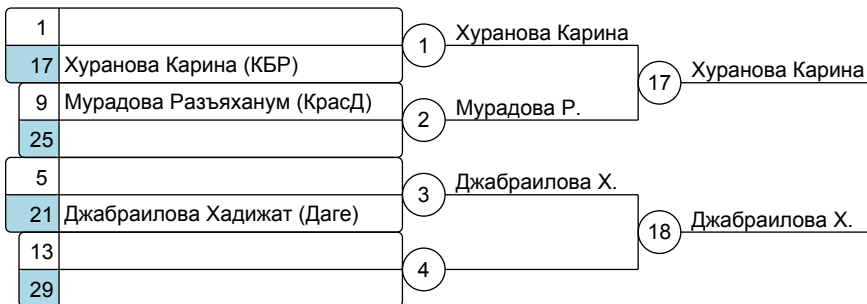 1
17 Хуранова Карина (КБР)
9 Мурадова Разъяханум (КрасД)
25
5
21 Джабраилова Хадижат (Даге)
13
29
1 Хуранова Карина
2 Мурадова Р.
3 Джабраилова Х.
4
17 Хуранова Карина
18 Джабраилова Х.